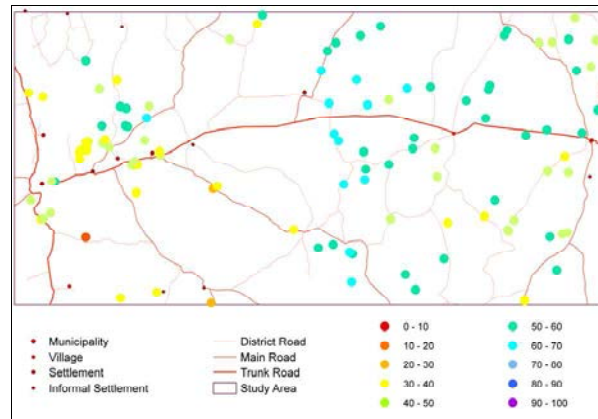 Municipality
Village
Settlement
Informal Settlement
District Road
Main Road
Trunk Road
Study Area
0 - 10
10 - 20
20 - 30
30 - 40
40 - 50
50 - 60
60 - 70
70 - 80
80 - 90
90 - 100